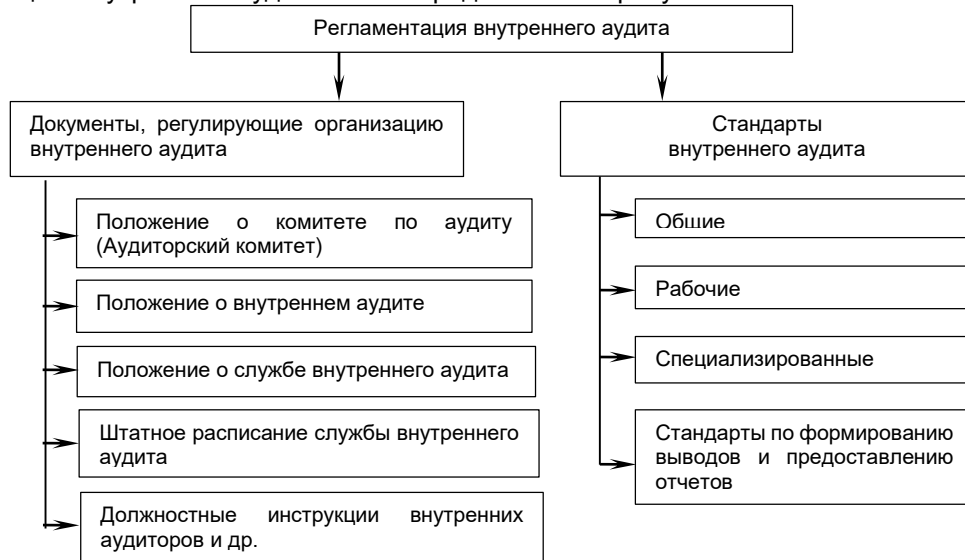 Регламентация внутреннего аудита
Документы, регулирующие организацию
внутреннего аудита
Положение о комитете по аудиту
(Аудиторский комитет)
Положение о внутреннем аудите
Положение о службе внутреннего аудита
Штатное расписание службы внутреннего
аудита
Должностные инструкции внутренних
аудиторов и др.
Стандарты
внутреннего аудита
Общие
Рабочие
Специализированные
Стандарты по формированию
выводов и предоставлению
отчетов